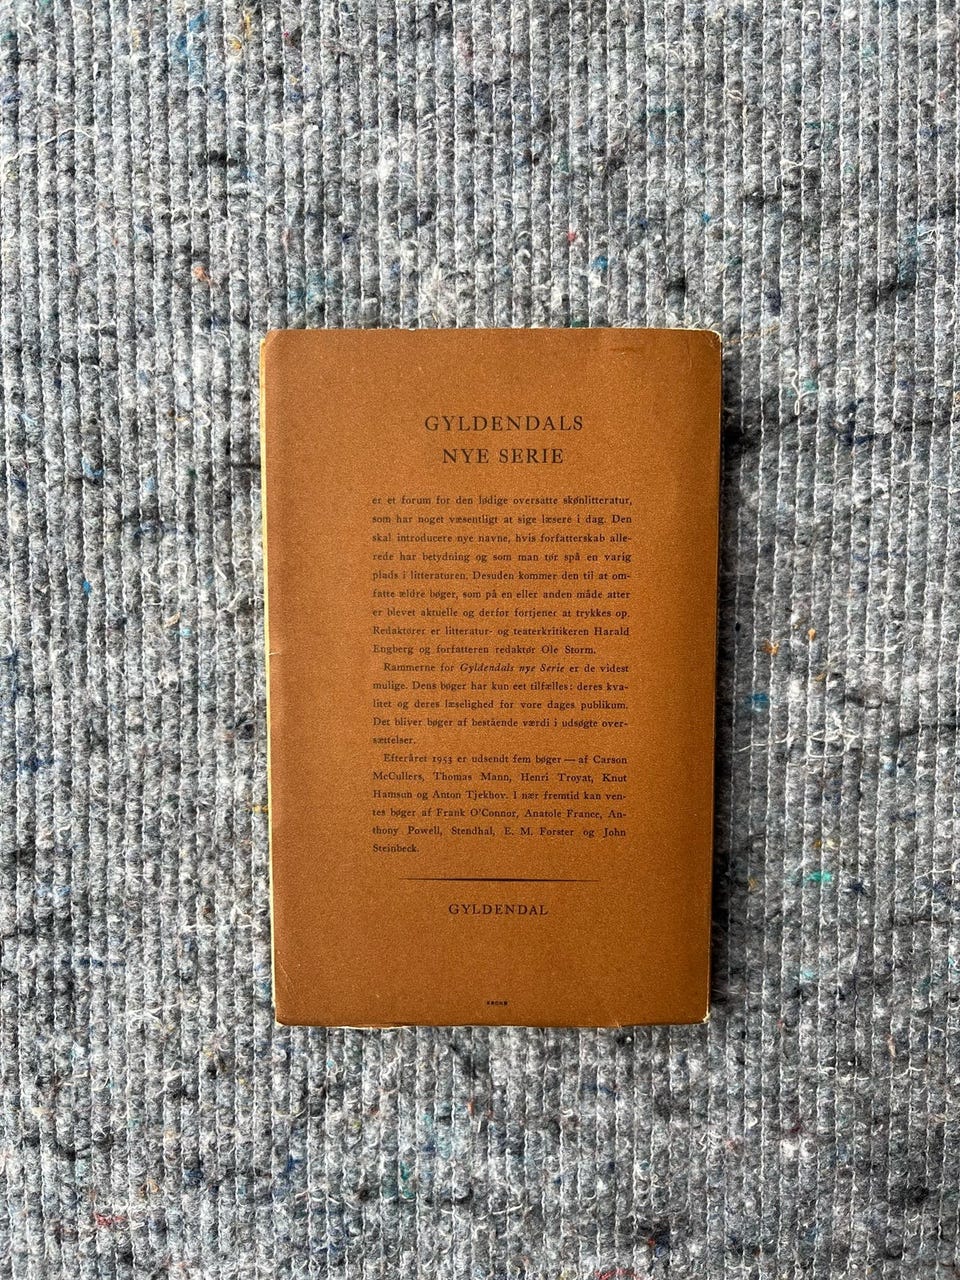 GYLDENDALS
NYE SERIE
er et forum for den lødige oversatte skønlitteratur,
som har noget væsentligt at sige læsere i dag. Den
skal introducere nye navne, hvis forfatterskab alle-
rede har betydning og som man tør spå en varig
plads i litteraturen. Desuden kommer den til at om-
fatte ældre bøger, som på en eller anden måde atter
er blevet aktuelle og derfor fortjener at trykkes op.
Redaktører er litteratur- og teaterkritikeren Harald
Engberg og forfatteren redaktør Ole Storm.
Rammerne for Gyldendals nye Serie er de videst
mulige. Dens bøger har kun eet tilfælles: deres kva-
litet og deres læselighed for vore dages publikum.
Det bliver bøger af bestående værdi i udsøgte over-
sættelser.
Efteråret 1953 er udsendt fem bøger — af Carson
McCullers, Thomas Mann, Henri Troyat, Knut
Hamsun og Anton Tjekhov. I nær fremtid kan ven-
tes bøger af Frank O'Connor, Anatole France, An-
thony Powell, Stendhal, E. M. Forster og John
Steinbeck.
GYLDENDAL